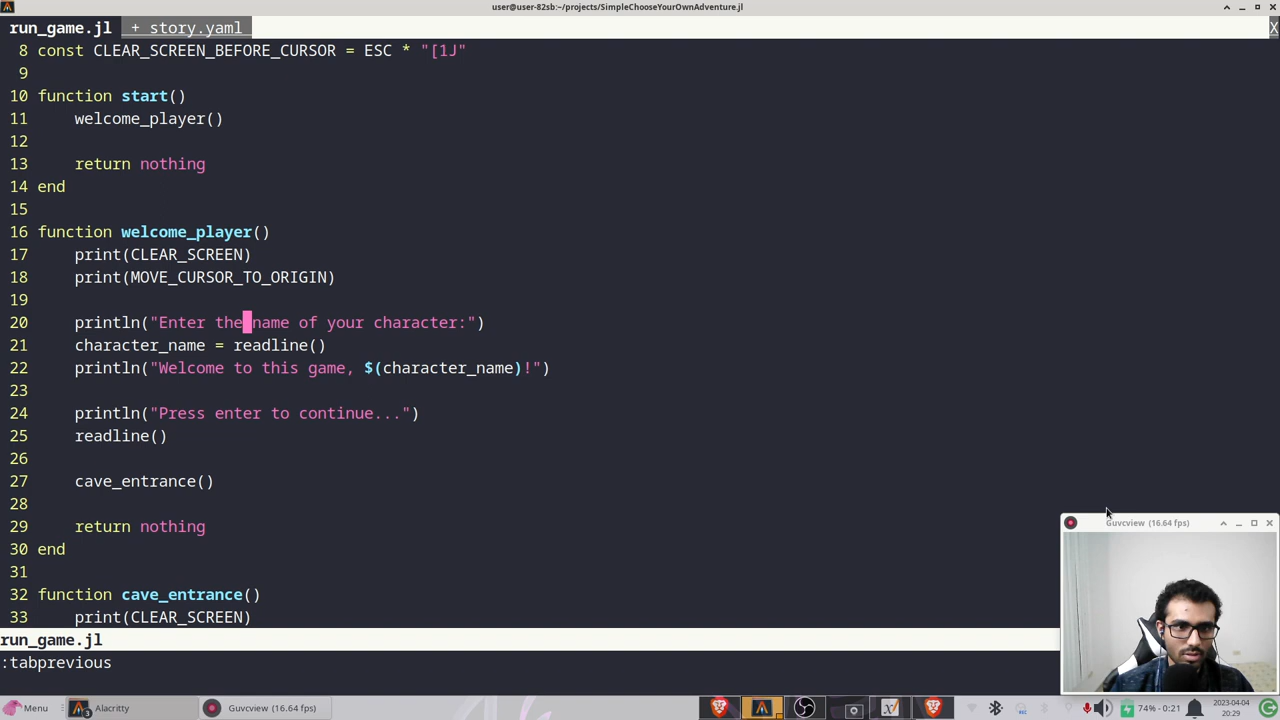 user@user-82sb:~/projects/SimpleChooseYourOwnAdventure.jl
run_game.jl + story.yaml X
8 const CLEAR_SCREEN_BEFORE_CURSOR = ESC * "[1J"
9
10 function start()
11 welcome_player()
12
13 return nothing
14 end
15
16 function welcome_player()
17 print(CLEAR_SCREEN)
18 print(MOVE_CURSOR_TO_ORIGIN)
19
20 println("Enter the name of your character:")
21 character_name = readline()
22 println("Welcome to this game, $(character_name)!")
23
24 println("Press enter to continue...")
25 readline()
26
27 cave_entrance()
28
29 return nothing
30 end
31
32 function cave_entrance()
33 print(CLEAR_SCREEN)
run_game.jl
:tabprevious
Guvcview (16.64 fps)
Menu Alacritty 3 Guvcview (16.64 fps) 74% - 0:21 2023-04-04
20:29